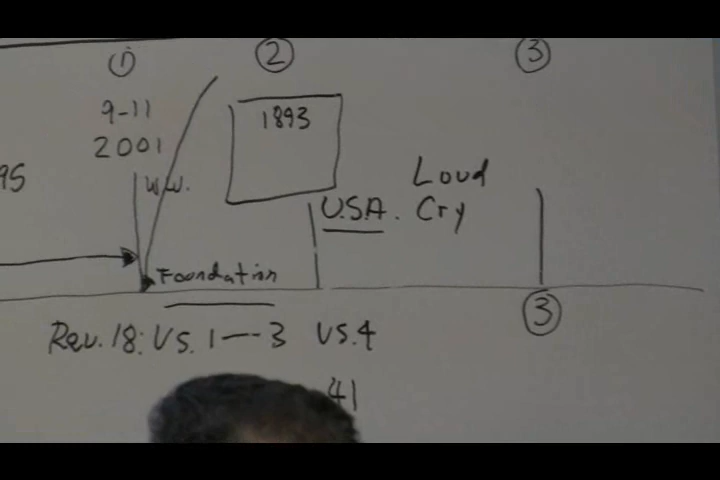 ① ② ③
9-11
2001
1893
95
W.W.
Loud
U.S.A. Cry
Foundation
③
Rev. 18: VS. 1—3 VS.4
41